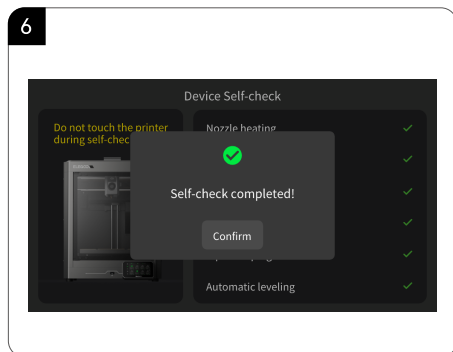 6
Device Self-check
Do not touch the printer
during self-chec
Nozzle heating
Self-check completed!
Confirm
Automatic leveling